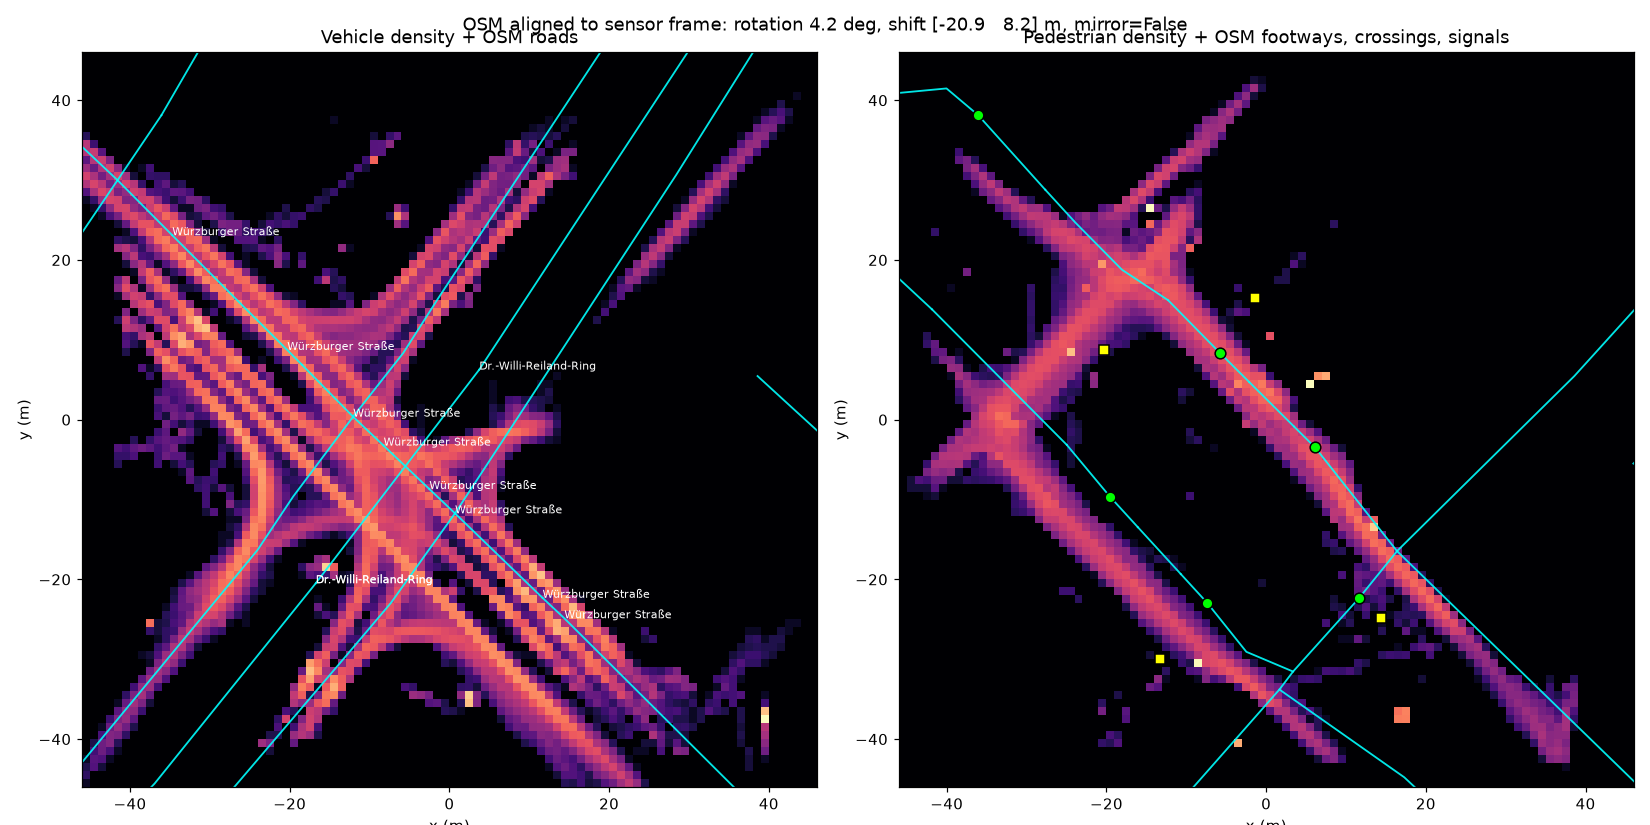 OSM aligned to sensor frame: rotation 4.2 deg, shift [-20.9   8.2] m, mirror=False
Vehicle density + OSM roads
Pedestrian density + OSM footways, crossings, signals
40
20
0
−20
−40
y (m)
Würzburger Straße
Würzburger Straße
Dr.-Willi-Reiland-Ring
Würzburger Straße
Würzburger Straße
Würzburger Straße
Würzburger Straße
Dr.-Willi-Reiland-Ring
Würzburger Straße
Würzburger Straße
−40
−20
0
20
40
x (m)
40
20
0
−20
−40
y (m)
−40
−20
0
20
40
x (m)